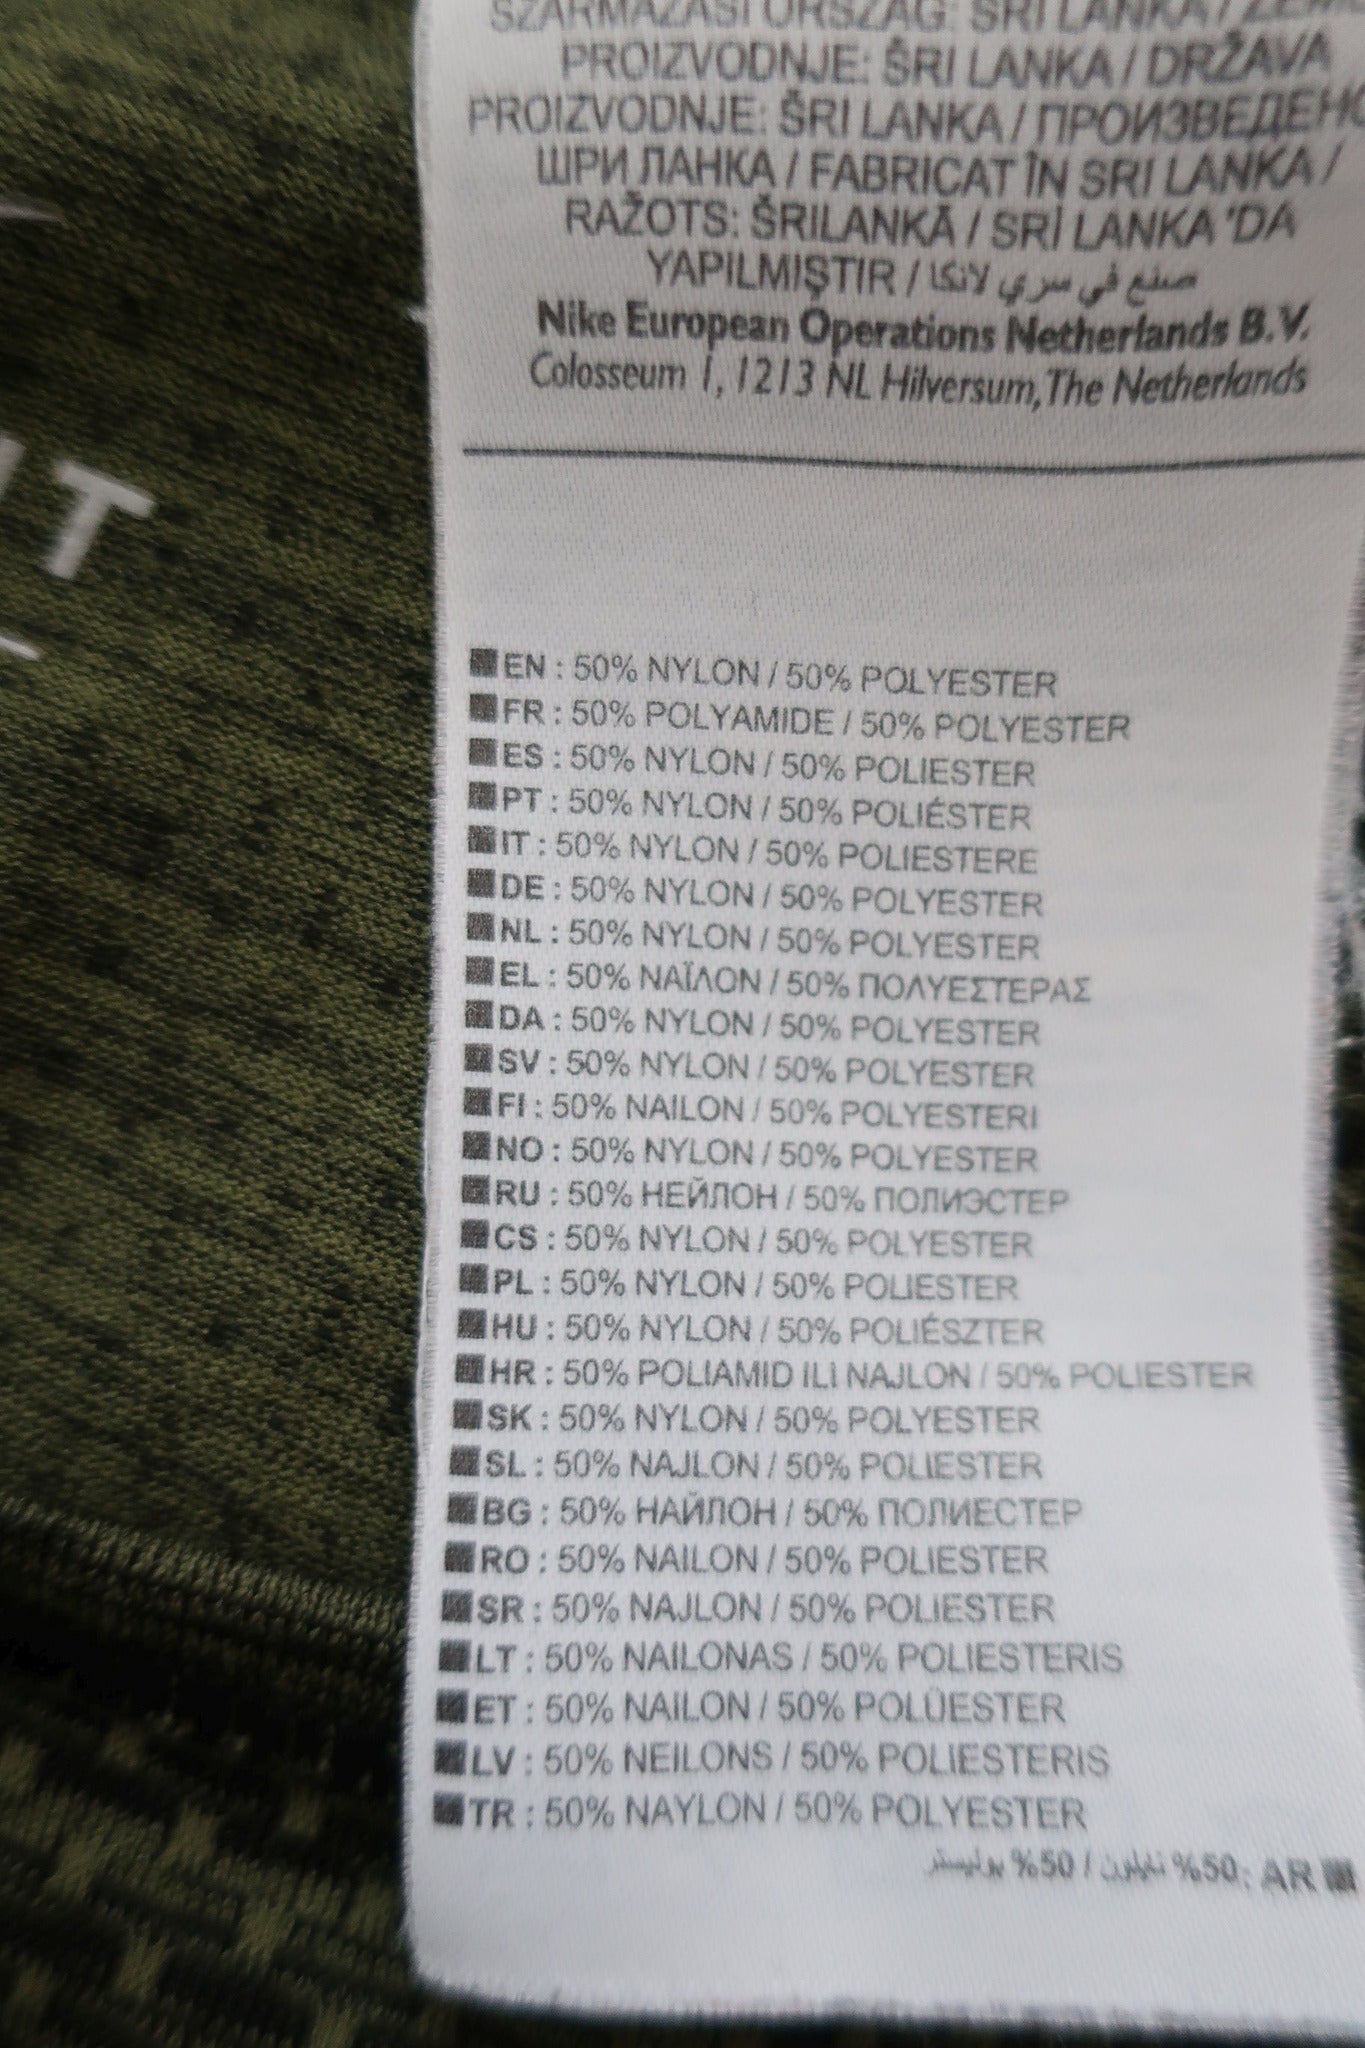 SZÁRMAZÁSI ORSZÁG: SRI LANKA /
PROIZVODNJE: ŠRI LANKA / DRŽAVA
PROIZVODNJE: ŠRI LANKA / ПРОИЗВЕДЕНО
ШРИ ЛАНКА / FABRICAT ÎN SRI LANKA /
RAŽOTS: ŠRILANKĀ / SRİ LANKA 'DA
YAPILMIŞTIR / صنع في سري لانكا
Nike European Operations Netherlands B.V.
Colosseum 1, 1213 NL Hilversum, The Netherlands
IT
EN : 50% NYLON / 50% POLYESTER
FR : 50% POLYAMIDE / 50% POLYESTER
ES : 50% NYLON / 50% POLIESTER
PT : 50% NYLON / 50% POLIÉSTER
IT : 50% NYLON / 50% POLIESTERE
DE : 50% NYLON / 50% POLYESTER
NL : 50% NYLON / 50% POLYESTER
EL : 50% ΝΑΪΛΟΝ / 50% ΠΟΛΥΕΣΤΕΡΑΣ
DA : 50% NYLON / 50% POLYESTER
SV : 50% NYLON / 50% POLYESTER
FI : 50% NAILON / 50% POLYESTERI
NO : 50% NYLON / 50% POLYESTER
RU : 50% НЕЙЛОН / 50% ПОЛИЭСТЕР
CS : 50% NYLON / 50% POLYESTER
PL : 50% NYLON / 50% POLIESTER
HU : 50% NYLON / 50% POLIÉSZTER
HR : 50% POLIAMID ILI NAJLON / 50% POLIESTER
SK : 50% NYLON / 50% POLYESTER
SL : 50% NAJLON / 50% POLIESTER
BG : 50% НАЙЛОН / 50% ПОЛИЕСТЕР
RO : 50% NAILON / 50% POLIESTER
SR : 50% NAJLON / 50% POLIESTER
LT : 50% NAILONAS / 50% POLIESTERIS
ET : 50% NAILON / 50% POLÜESTER
LV : 50% NEILONS / 50% POLIESTERIS
TR : 50% NAYLON / 50% POLYESTER
AR : 50% نايلون / 50% بوليستر